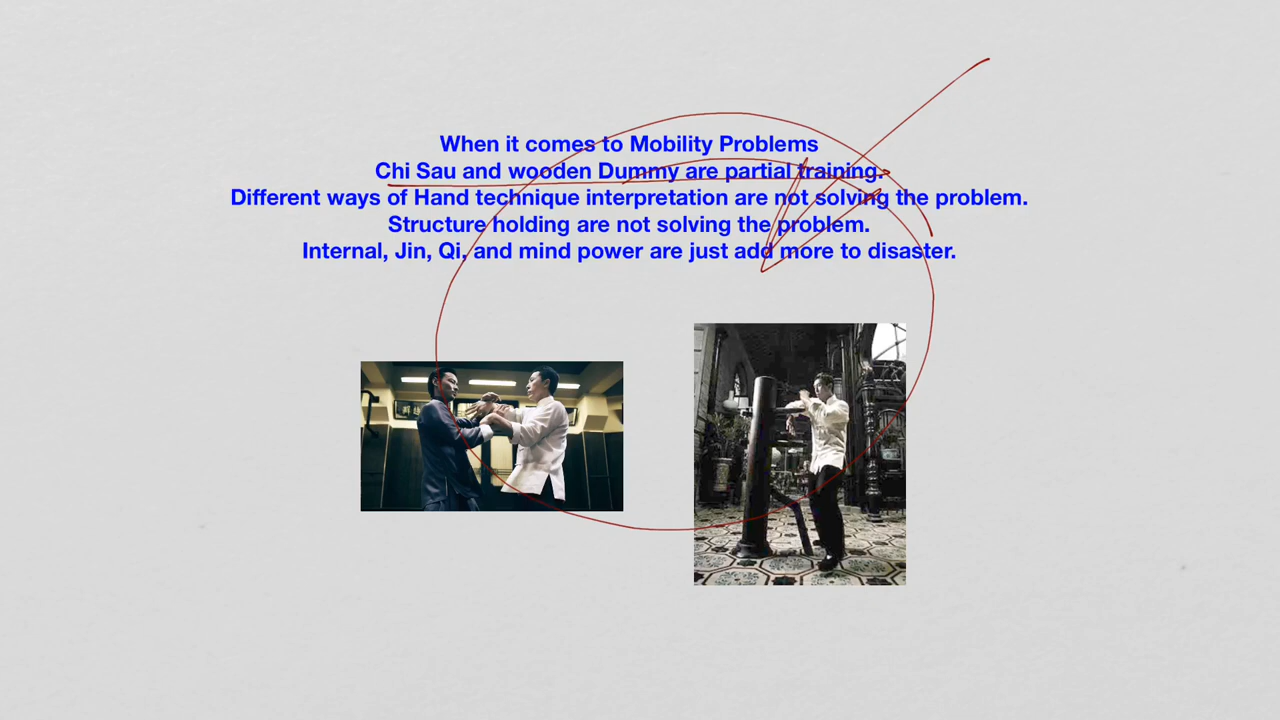 When it comes to Mobility Problems
Chi Sau and wooden Dummy are partial training.
Different ways of Hand technique interpretation are not solving the problem.
Structure holding are not solving the problem.
Internal, Jin, Qi, and mind power are just add more to disaster.